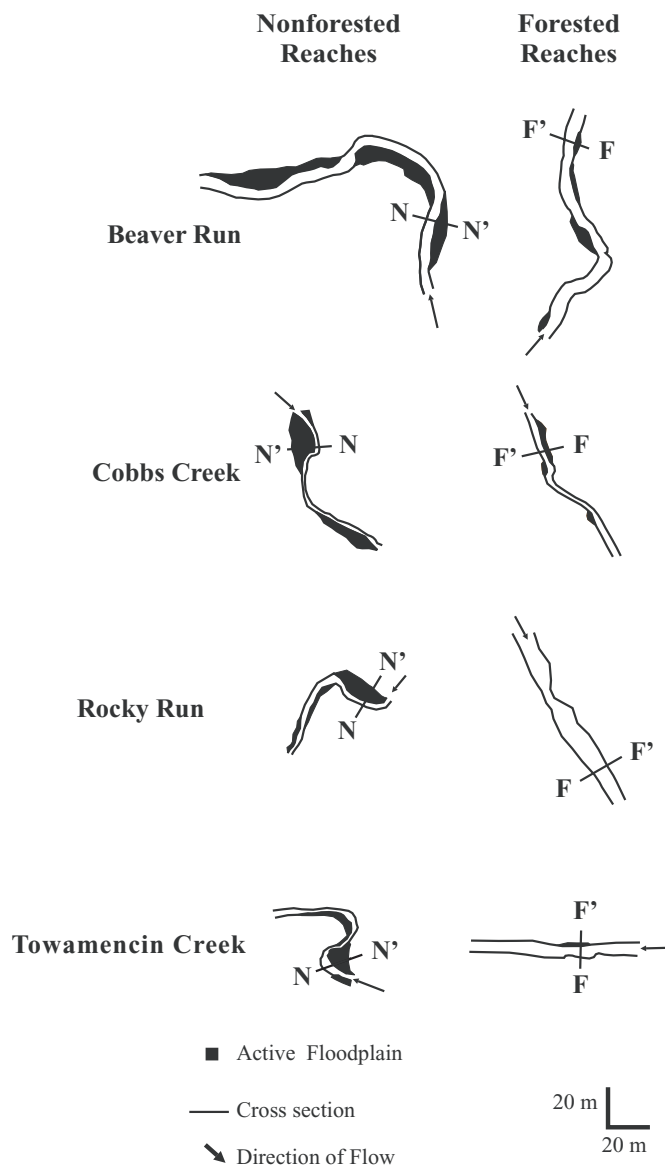 Nonforested Reaches
Forested Reaches
F’
F
N
N’
Beaver Run
N’
N
F’
F
Cobbs Creek
N’
N
Rocky Run
F
F’
Towamencin Creek
N
N’
F’
F
Active Floodplain
Cross section
Direction of Flow
20 m
20 m